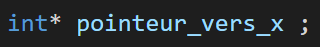 int* pointeur_vers_x ;